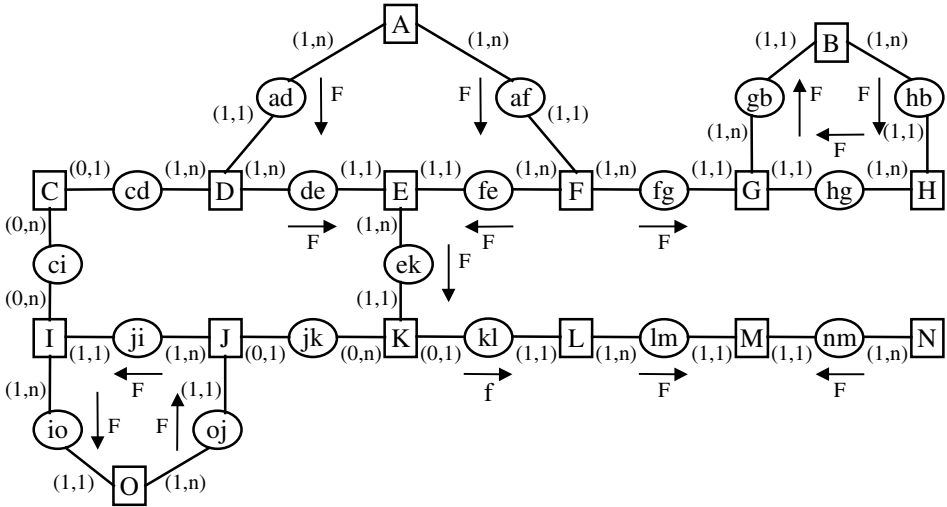 A
B
(1,n) (1,n) (1,1) (1,n)
ad F F af gb F F hb
(1,1) (1,1) (1,n) F (1,1)
(0,1) (1,n) (1,n) (1,1) (1,1) (1,n) (1,n) (1,1) (1,1) (1,n)
C cd D de E fe F fg G hg H
(0,n) F (1,n) F F
ci ek F
(0,n) (1,1)
I ji J jk K kl L lm M nm N
(1,1) (1,n) (0,1) (0,n) (0,1) (1,1) (1,n) (1,1) (1,1) (1,n)
(1,n) F (1,1) f F F
io F F oj
(1,1) O (1,n)